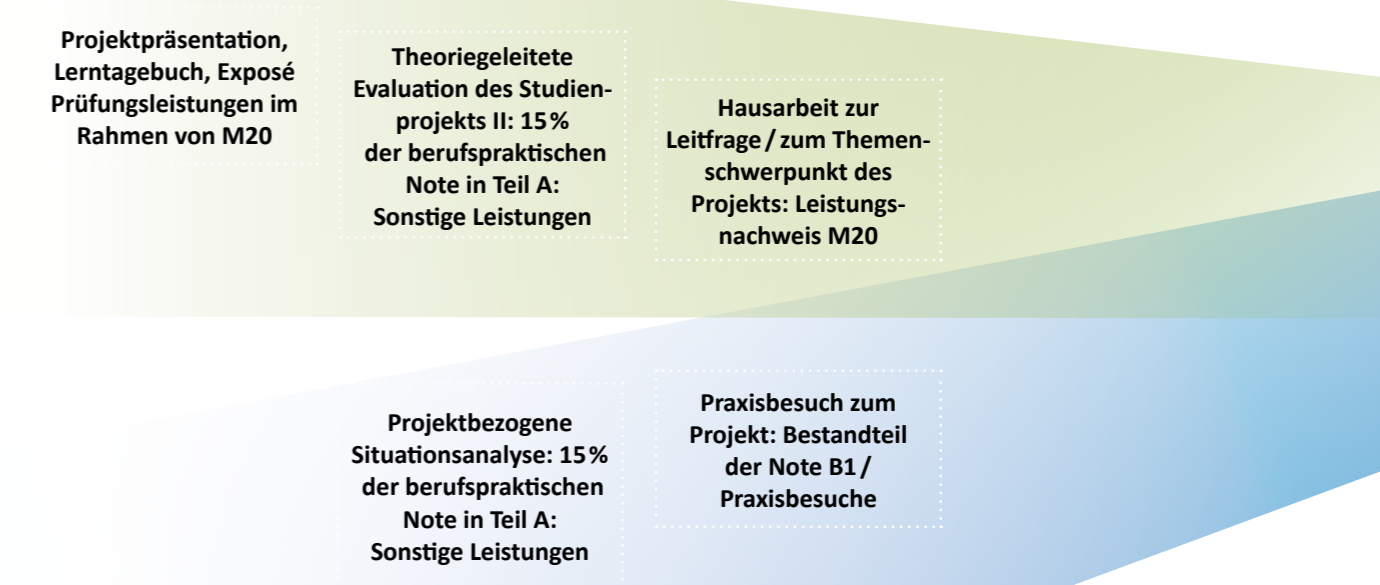 Projektpräsentation,
Lerntagebuch, Exposé
Prüfungsleistungen im
Rahmen von M20
Theoriegeleitete
Evaluation des Studien-
projekts II: 15 %
der berufspraktischen
Note in Teil A:
Sonstige Leistungen
Hausarbeit zur
Leitfrage / zum Themen-
schwerpunkt des
Projekts: Leistungs-
nachweis M20
Projektbezogene
Situationsanalyse: 15 %
der berufspraktischen
Note in Teil A:
Sonstige Leistungen
Praxisbesuch zum
Projekt: Bestandteil
der Note B1 /
Praxisbesuche